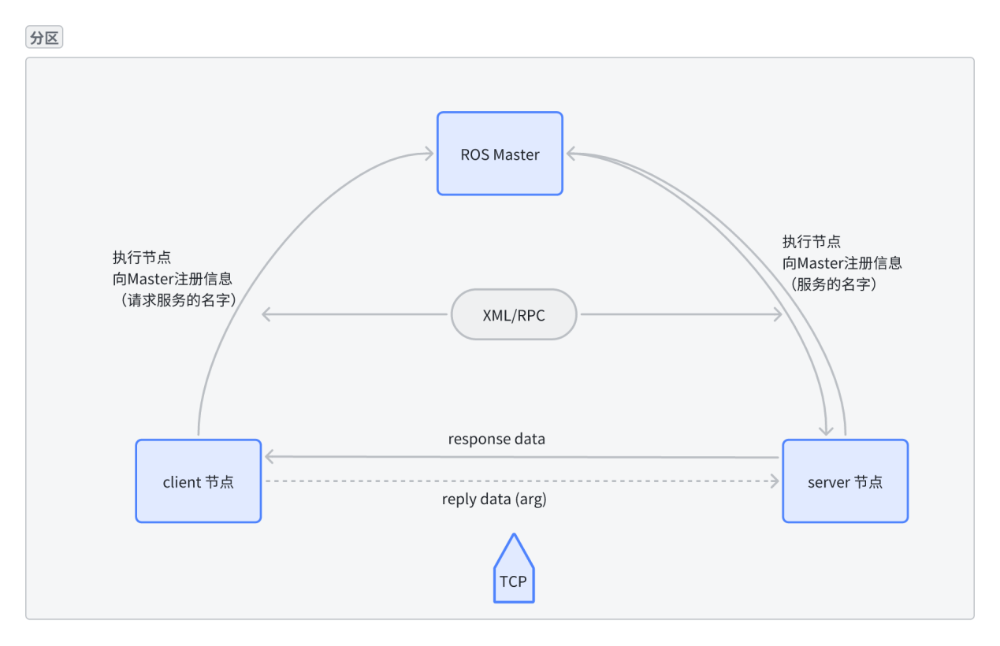 分区
ROS Master
执行节点
向Master注册信息
（请求服务的名字）
执行节点
向Master注册信息
（服务的名字）
XML/RPC
response data
client 节点
server 节点
reply data (arg)
TCP